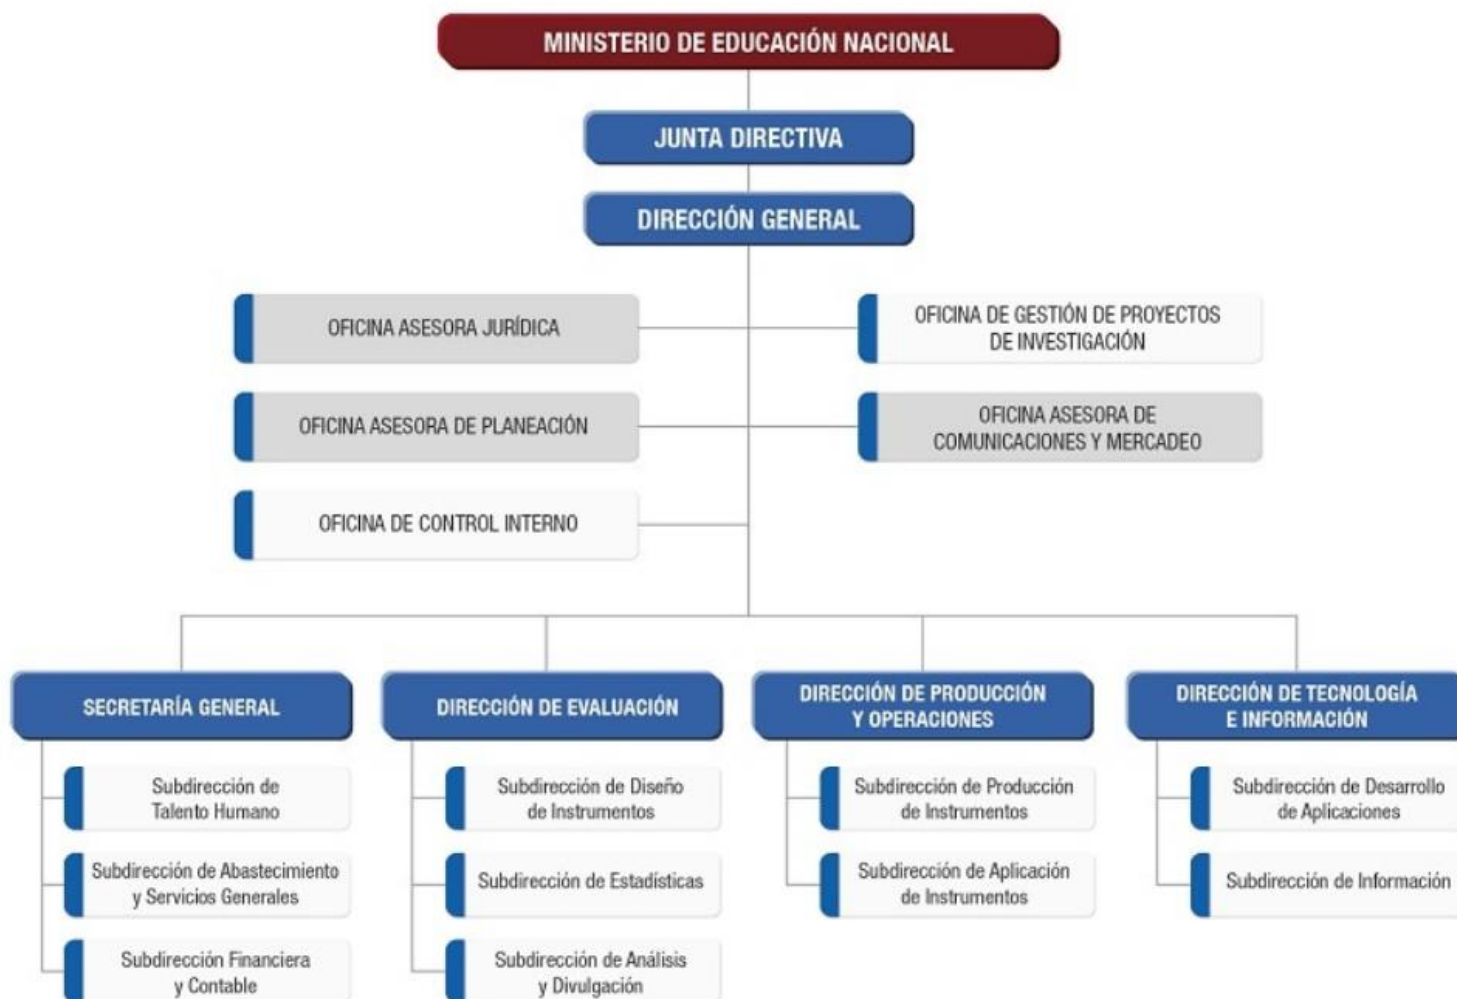 MINISTERIO DE EDUCACIÓN NACIONAL
JUNTA DIRECTIVA
DIRECCIÓN GENERAL
OFICINA ASESORA JURÍDICA
OFICINA DE GESTIÓN DE PROYECTOS
DE INVESTIGACIÓN
OFICINA ASESORA DE PLANEACIÓN
OFICINA ASESORA DE
COMUNICACIONES Y MERCADEO
OFICINA DE CONTROL INTERNO
SECRETARÍA GENERAL
Subdirección de
Talento Humano
Subdirección de Abastecimiento
y Servicios Generales
Subdirección Financiera
y Contable
DIRECCIÓN DE EVALUACIÓN
Subdirección de Diseño
de Instrumentos
Subdirección de Estadísticas
Subdirección de Análisis
y Divulgación
DIRECCIÓN DE PRODUCCIÓN
Y OPERACIONES
Subdirección de Producción
de Instrumentos
Subdirección de Aplicación
de Instrumentos
DIRECCIÓN DE TECNOLOGÍA
E INFORMACIÓN
Subdirección de Desarrollo
de Aplicaciones
Subdirección de Información